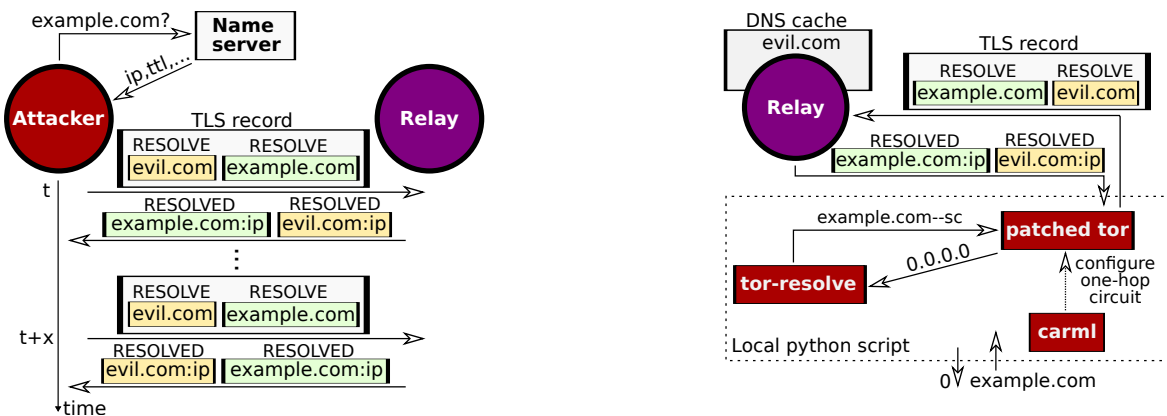 example.com?
Name
server
ip,ttl,...
Attacker
Relay
TLS record
RESOLVE RESOLVE
evil.com example.com
t
RESOLVED RESOLVED
example.com:ip evil.com:ip
...
RESOLVE RESOLVE
evil.com example.com
t+x
RESOLVED RESOLVED
evil.com:ip example.com:ip
time
DNS cache
evil.com
Relay
TLS record
RESOLVE RESOLVE
example.com evil.com
RESOLVED RESOLVED
example.com:ip evil.com:ip
example.com--sc
patched tor
0.0.0.0
tor-resolve
configure
one-hop
circuit
carml
Local python script
0 example.com